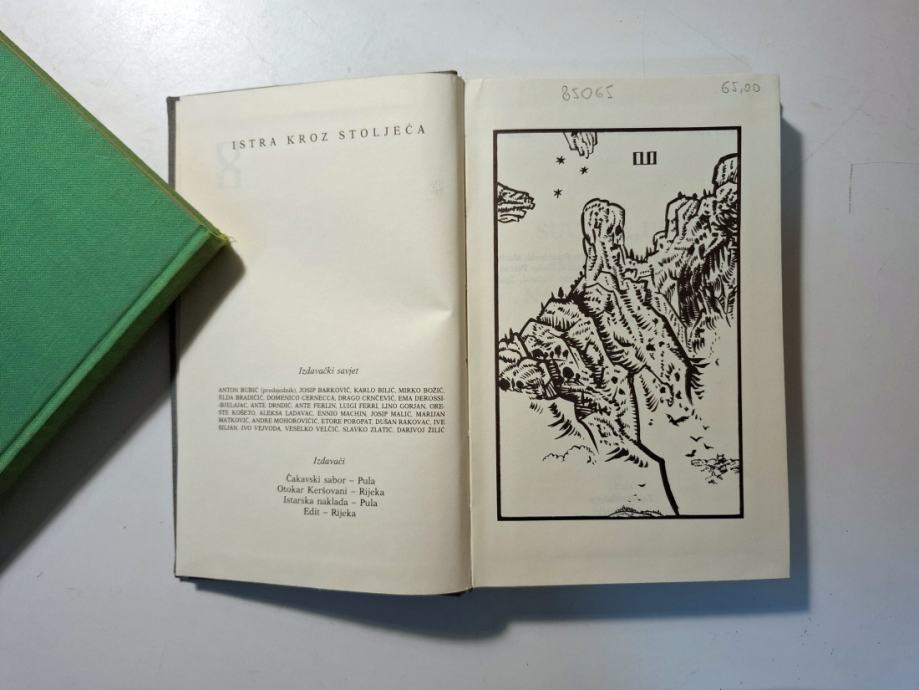 ISTRA KROZ STOLJEĆA
Izdavački savjet
ANTON BUBIĆ (predsjednik), JOSIP BARKOVIĆ, KARLO BILIĆ, MIRKO BOŽIĆ,
ELDA BRADIČIĆ, DOMENICO CERNECCA, DRAGO CRNČEVIĆ, EMA DEROSSI-
-BJELAJAC, ANTE DRNDIĆ, ANTE FERLIN, LUIGI FERRI, LINO GORJAN, ORE-
STE KOŠETO, ALEKSA LADAVAC, ENNIO MACHIN, JOSIP MALIĆ, MARIJAN
MATKOVIĆ, ANDRE MOHOROVIČIĆ, ETORE POROPAT, DUŠAN RAKOVAC, IVE
SILJAN, IVO VEJVODA, VESELKO VELČIĆ, SLAVKO ZLATIĆ, DARIVOJ ŽILIĆ
Izdavači
Čakavski sabor – Pula
Otokar Keršovani – Rijeka
Istarska naklada – Pula
Edit – Rijeka
85065
65,00